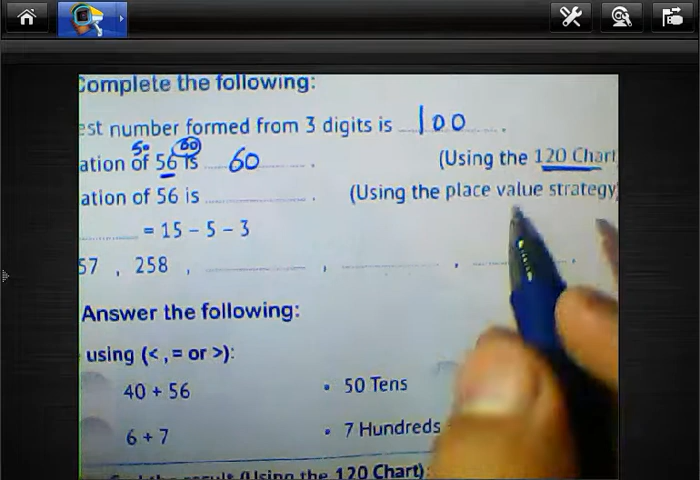 Complete the following:
est number formed from 3 digits is 100 .
50 60
ation of 56 is 60 . (Using the 120 Chart
ation of 56 is . (Using the place value strategy)
= 15 – 5 – 3
57 , 258 , , , ,
Answer the following:
using (< , = or >):
40 + 56 • 50 Tens
6 + 7 • 7 Hundreds
the result (Using the 120 Chart):